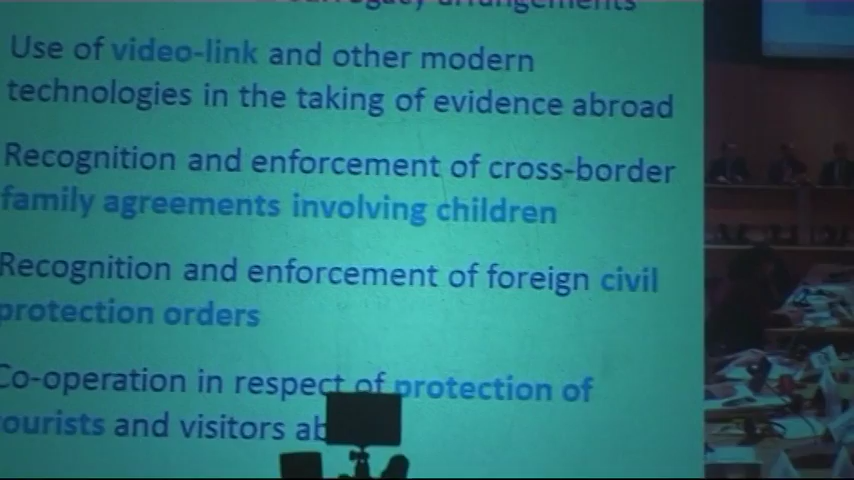 arrangements
Use of video-link and other modern
technologies in the taking of evidence abroad
Recognition and enforcement of cross-border
family agreements involving children
Recognition and enforcement of foreign civil
protection orders
Co-operation in respect of protection of
ourists and visitors ab